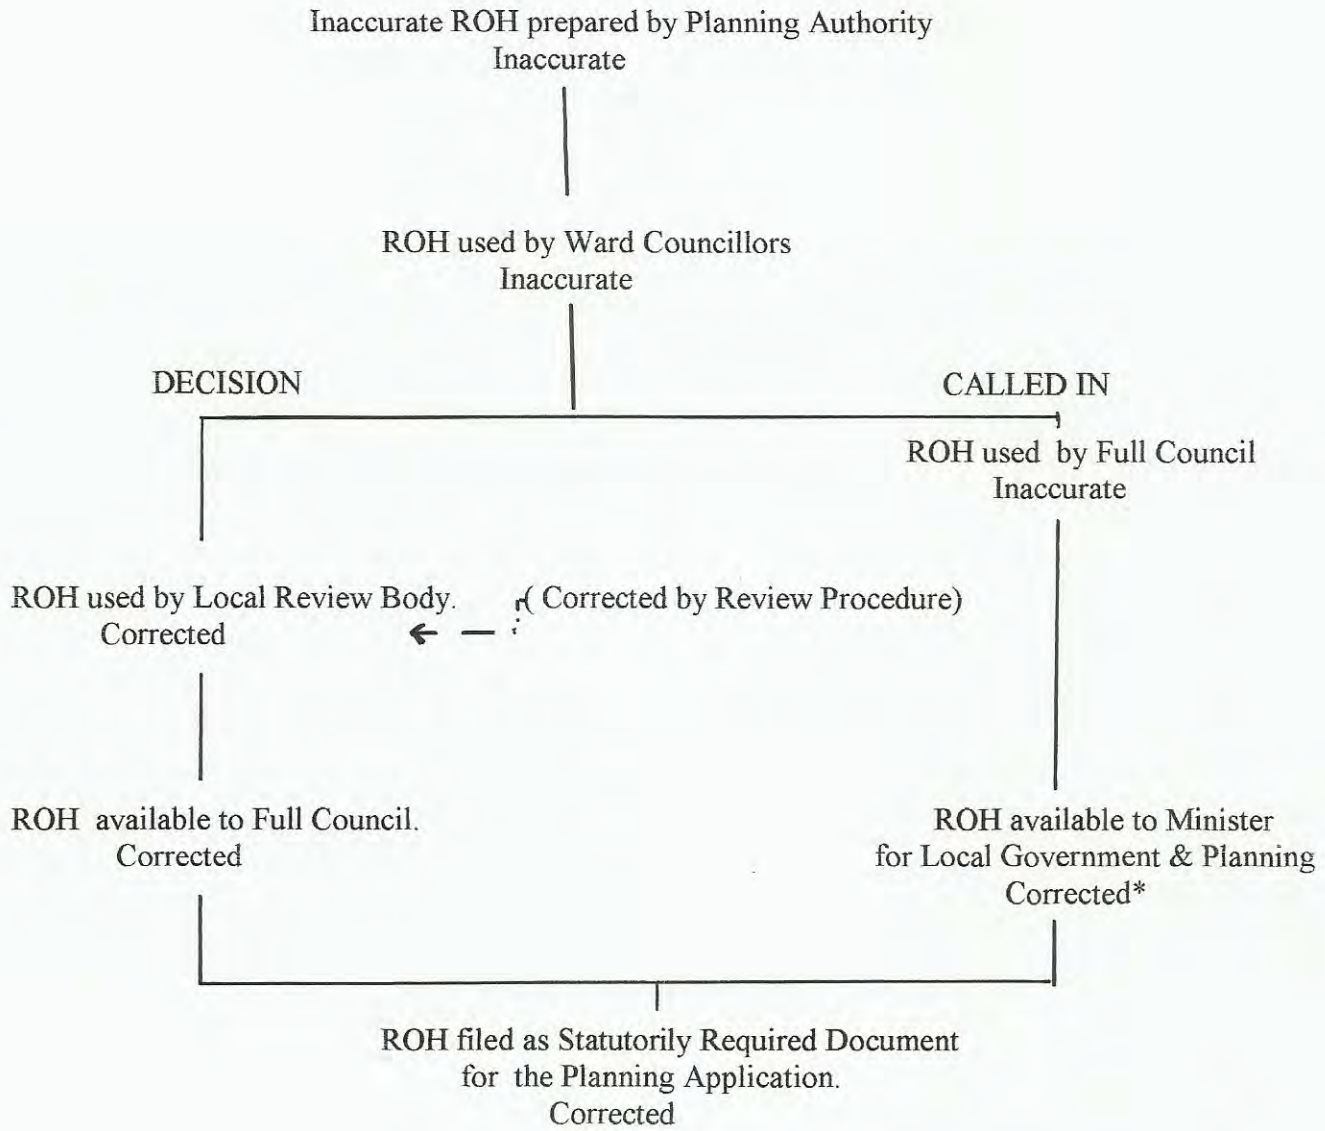 Inaccurate ROH prepared by Planning Authority
Inaccurate
ROH used by Ward Councillors
Inaccurate
DECISION
CALLED IN
ROH used by Full Council
Inaccurate
ROH used by Local Review Body. ( Corrected by Review Procedure)
Corrected
ROH available to Full Council.
Corrected
ROH available to Minister
for Local Government & Planning
Corrected*
ROH filed as Statutorily Required Document
for the Planning Application.
Corrected